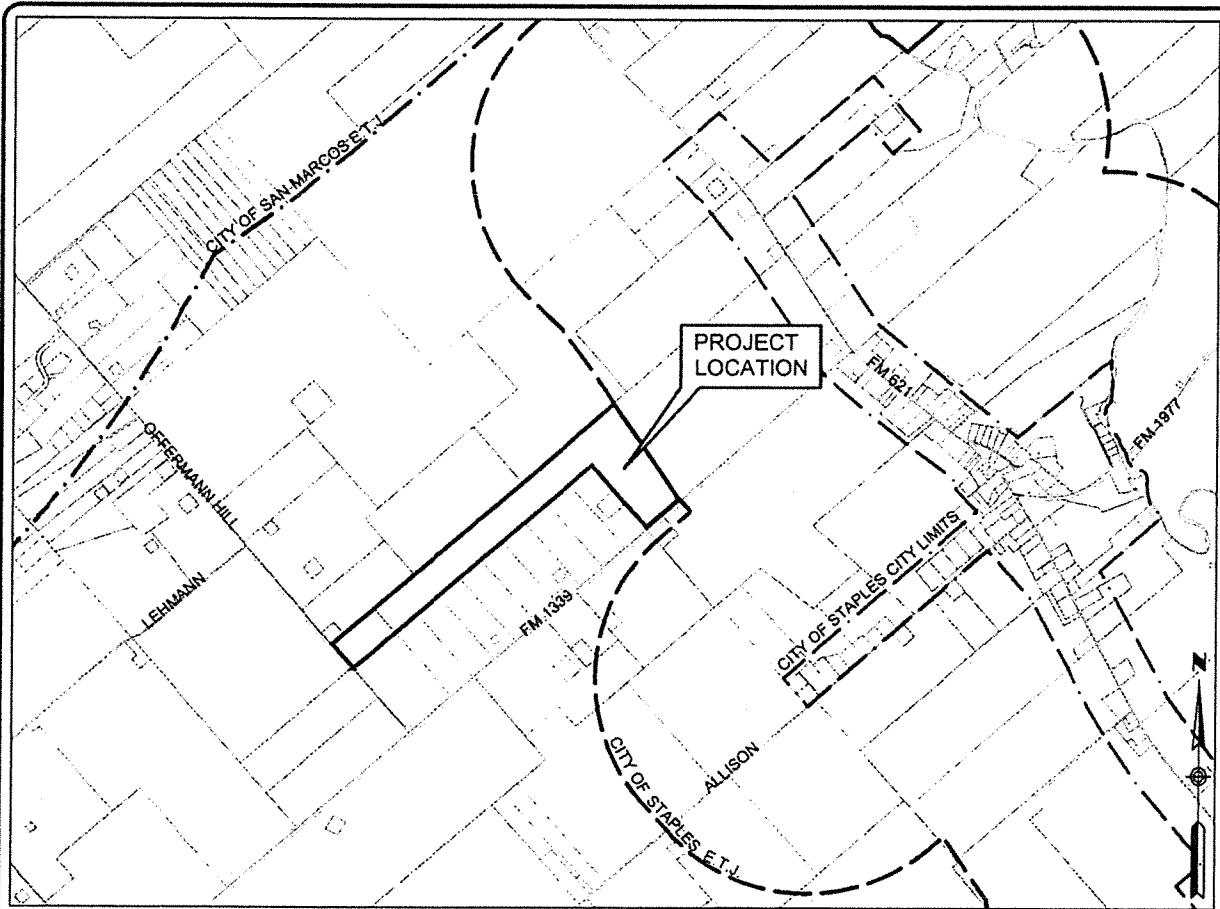 CITY OF SAN MARCOS E.T.J.
PROJECT
LOCATION
FM 621
FM 1977
OFFERMANN HILL
LEHMANN
FM 1339
CITY OF STAPLES CITY LIMITS
ALLISON
CITY OF STAPLES E.T.J.
N